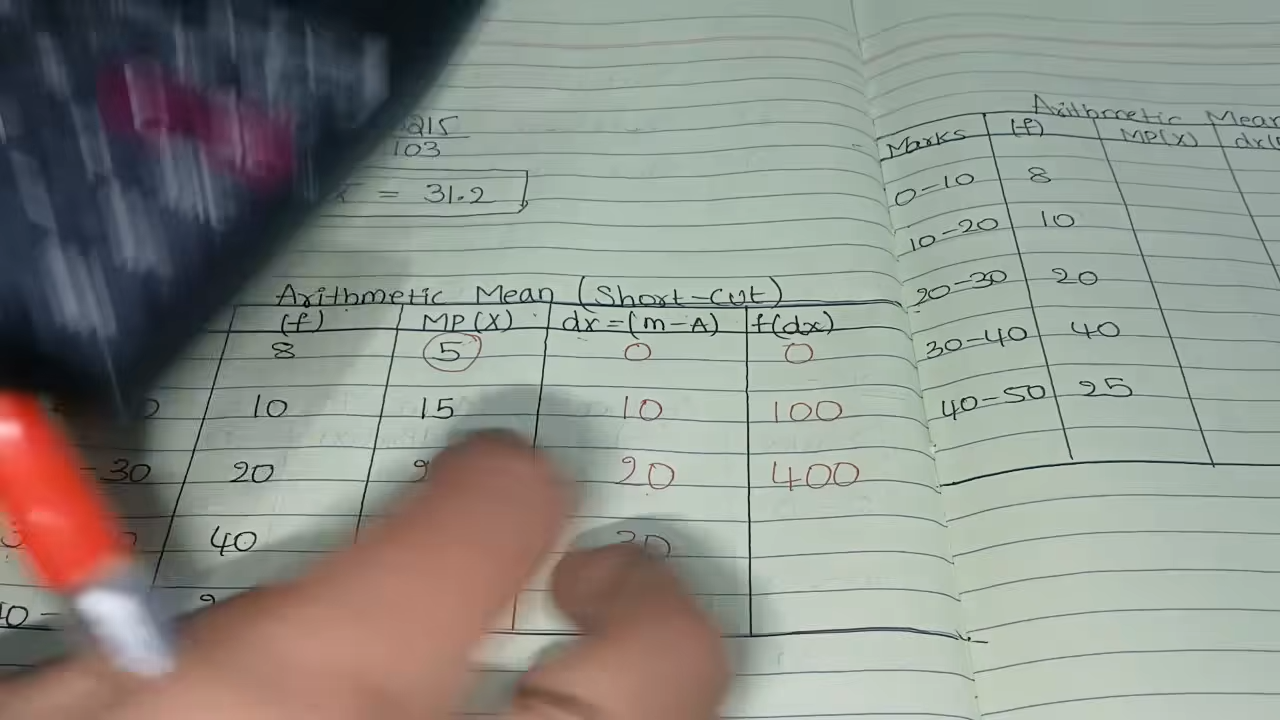 215
103
= 31.2
Arithmetic Mean (Short-Cut)
(f) MP(X) dx=(m-A) f(dx)
8 5 0 0
10 15 10 100
30 20 20 400
40 30
Arithmetic Mean
Marks (f) MP(X)
0-10 8
10-20 10
20-30 20
30-40 40
40-50 25